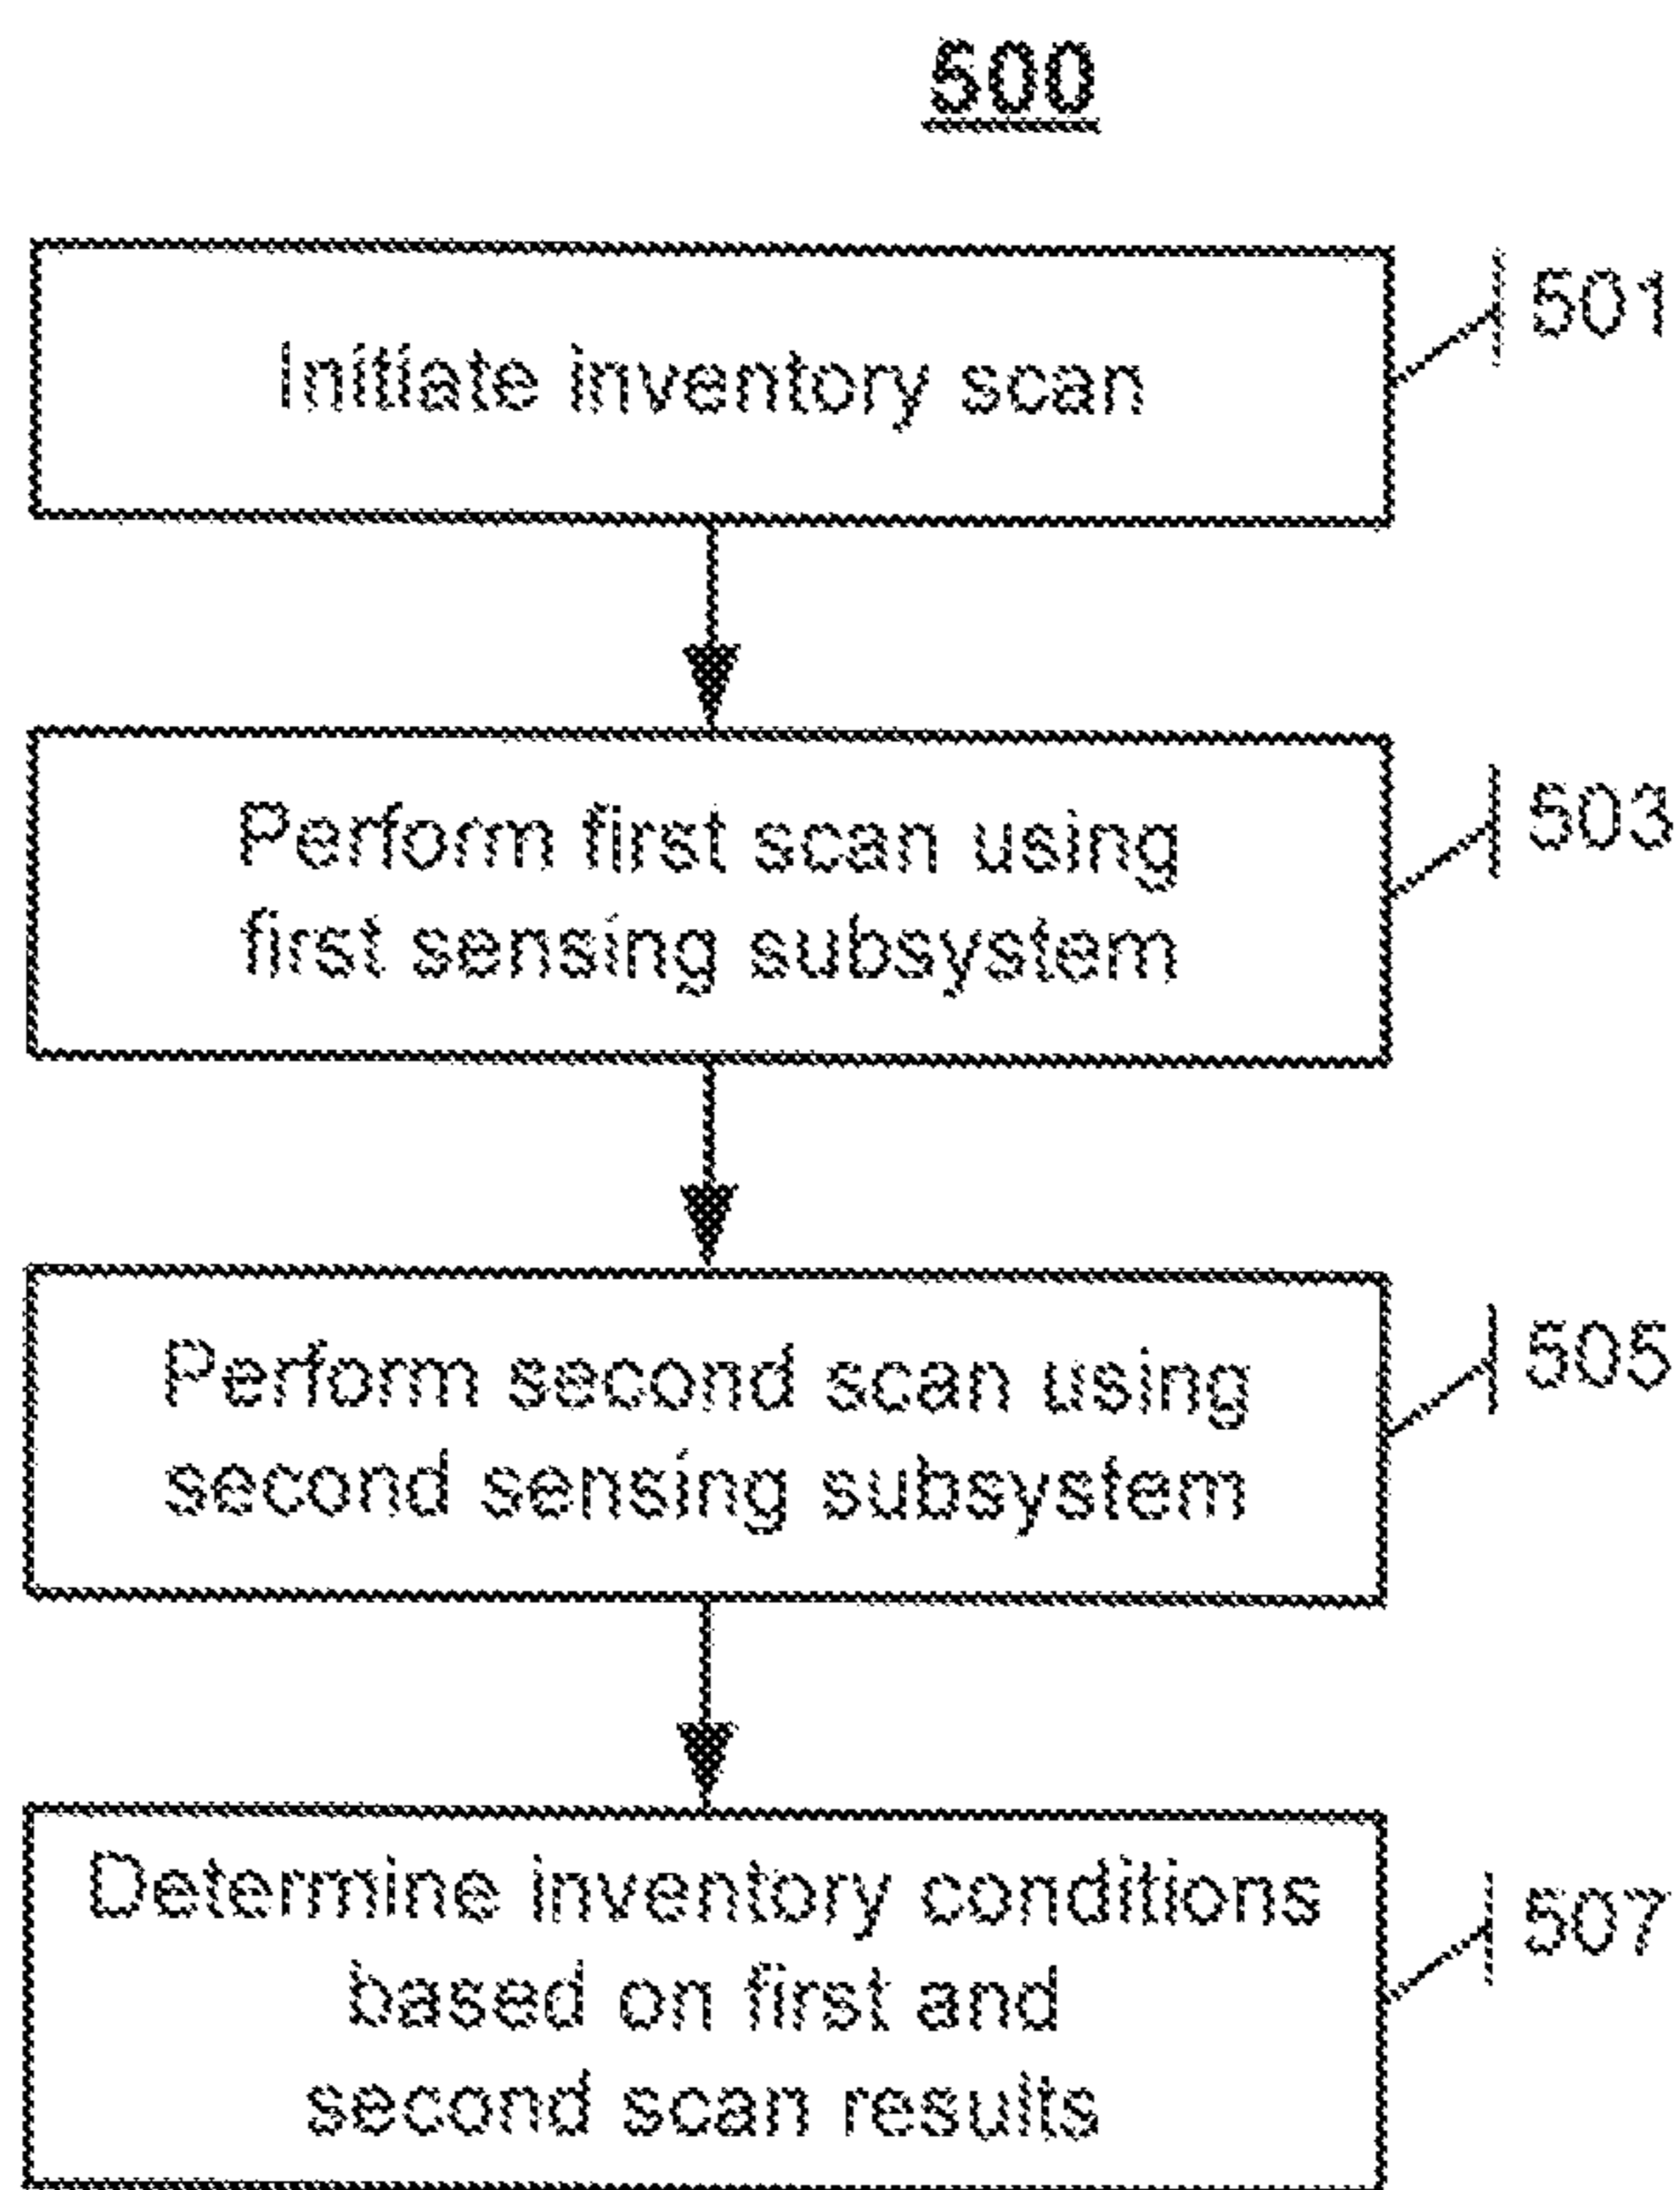 500
Initiate inventory scan
501
Perform first scan using
first sensing subsystem
503
Perform second scan using
second sensing subsystem
505
Determine inventory conditions
based on first and
second scan results
507